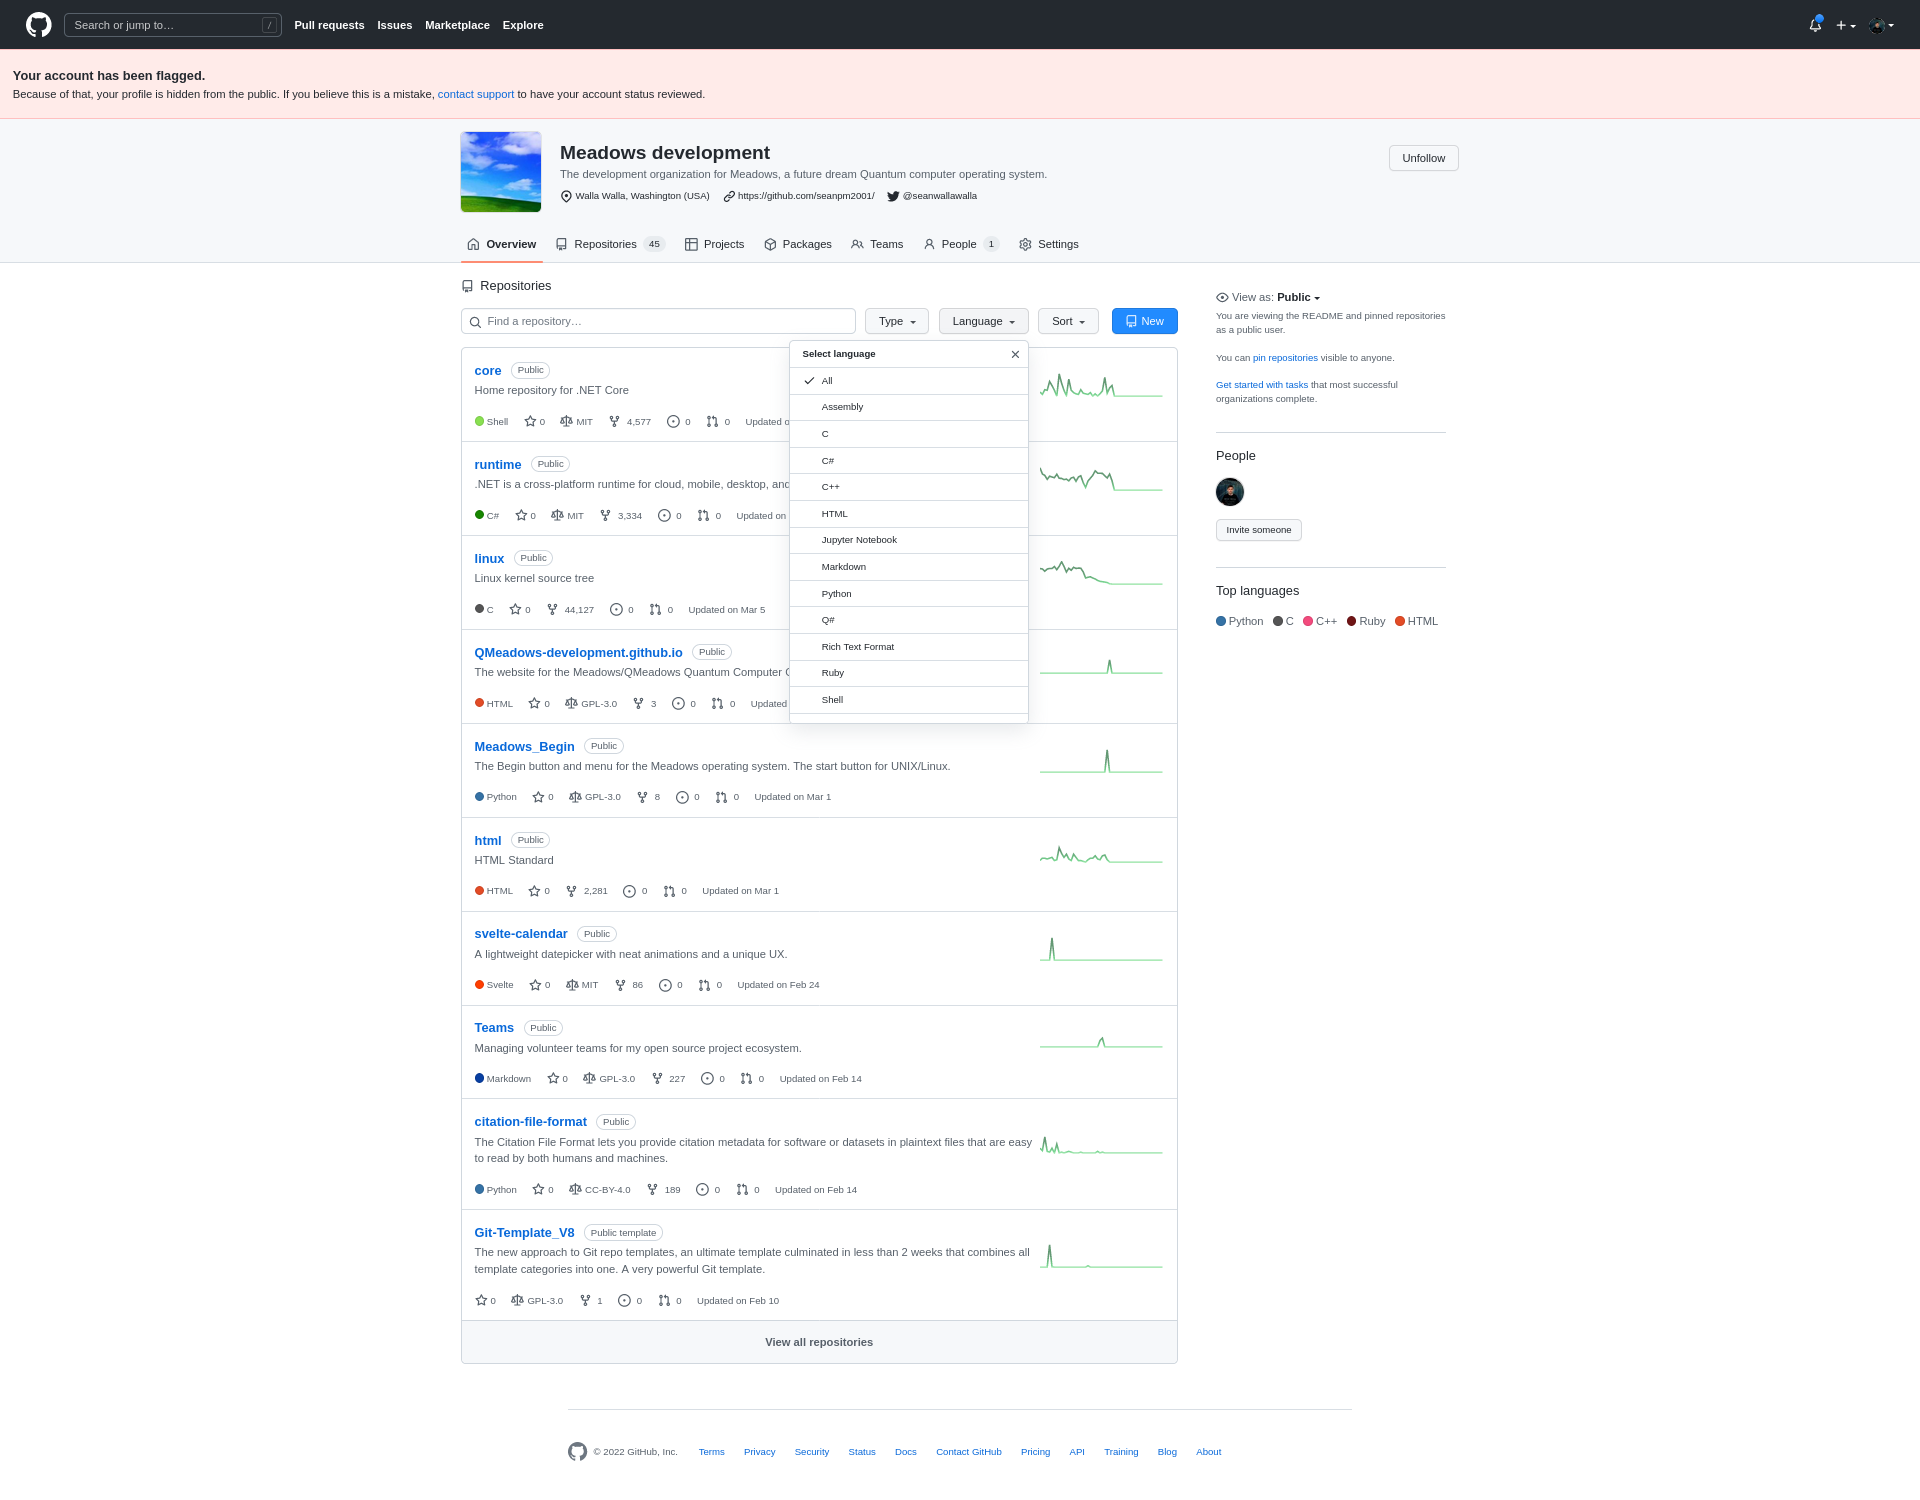 Search or jump to… /
Pull requests Issues Marketplace Explore
Your account has been flagged.
Because of that, your profile is hidden from the public. If you believe this is a mistake, contact support to have your account status reviewed.
Meadows development
The development organization for Meadows, a future dream Quantum computer operating system.
Walla Walla, Washington (USA) https://github.com/seanpm2001/ @seanwallawalla
Unfollow
Overview Repositories 45 Projects Packages Teams People 1 Settings
Repositories
Find a repository… Type Language Sort New
Select language
All
Assembly
C
C#
C++
HTML
Jupyter Notebook
Markdown
Python
Q#
Rich Text Format
Ruby
Shell
core Public
Home repository for .NET Core
Shell 0 MIT 4,577 0 0 Updated o
runtime Public
.NET is a cross-platform runtime for cloud, mobile, desktop, and
C# 0 MIT 3,334 0 0 Updated on
linux Public
Linux kernel source tree
C 0 44,127 0 0 Updated on Mar 5
QMeadows-development.github.io Public
The website for the Meadows/QMeadows Quantum Computer
HTML 0 GPL-3.0 3 0 0 Updated
Meadows_Begin Public
The Begin button and menu for the Meadows operating system. The start button for UNIX/Linux.
Python 0 GPL-3.0 8 0 0 Updated on Mar 1
html Public
HTML Standard
HTML 0 2,281 0 0 Updated on Mar 1
svelte-calendar Public
A lightweight datepicker with neat animations and a unique UX.
Svelte 0 MIT 86 0 0 Updated on Feb 24
Teams Public
Managing volunteer teams for my open source project ecosystem.
Markdown 0 GPL-3.0 227 0 0 Updated on Feb 14
citation-file-format Public
The Citation File Format lets you provide citation metadata for software or datasets in plaintext files that are easy
to read by both humans and machines.
Python 0 CC-BY-4.0 189 0 0 Updated on Feb 14
Git-Template_V8 Public template
The new approach to Git repo templates, an ultimate template culminated in less than 2 weeks that combines all
template categories into one. A very powerful Git template.
0 GPL-3.0 1 0 0 Updated on Feb 10
View all repositories
View as: Public
You are viewing the README and pinned repositories
as a public user.
You can pin repositories visible to anyone.
Get started with tasks that most successful
organizations complete.
People
Invite someone
Top languages
Python C C++ Ruby HTML
© 2022 GitHub, Inc. Terms Privacy Security Status Docs Contact GitHub Pricing API Training Blog About